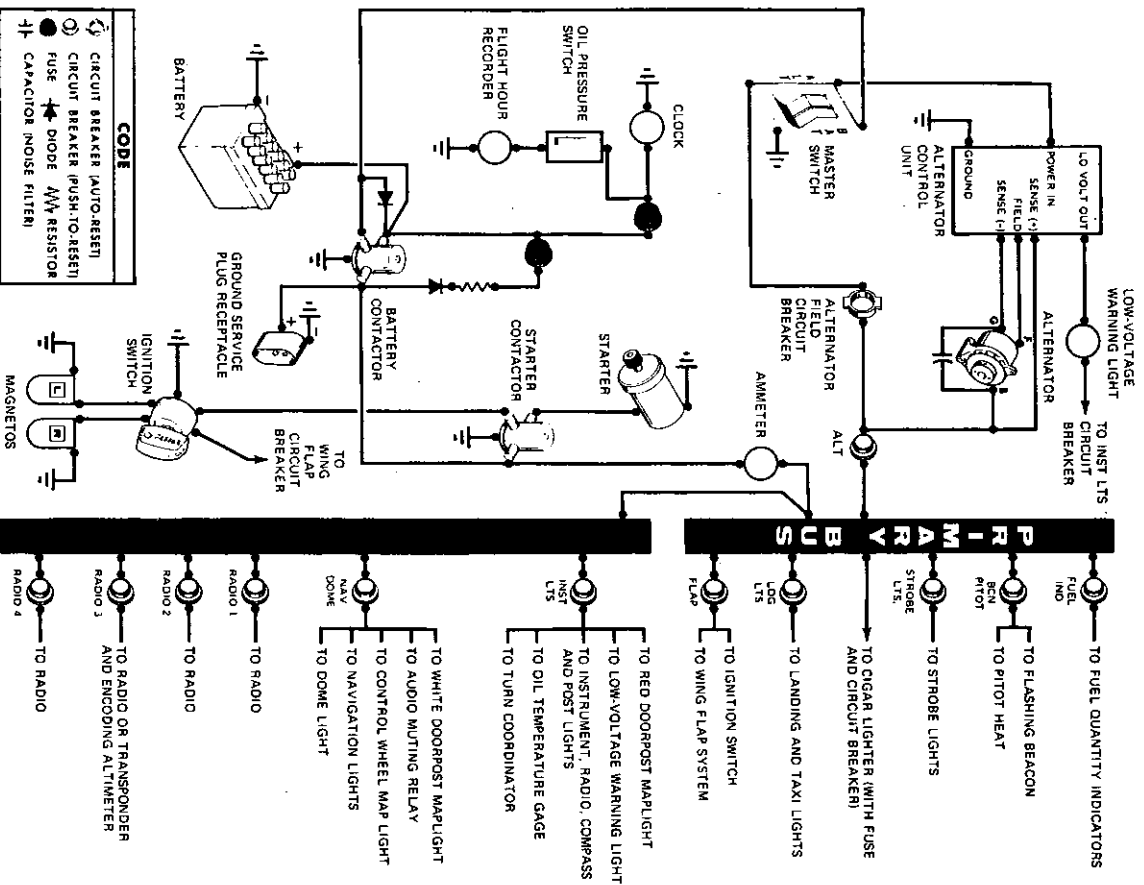 LOW-VOLTAGE
WARNING LIGHT
TO INST LTS
CIRCUIT
BREAKER
LO VOLT OUT
SENSE (+)
FIELD
SENSE (-)
POWER IN
GROUND
ALTERNATOR
CONTROL
UNIT
ALTERNATOR
G
F
B
ALT
BAT
MASTER
SWITCH
ALTERNATOR
FIELD
CIRCUIT
BREAKER
ALT
CLOCK
OIL PRESSURE
SWITCH
FLIGHT HOUR
RECORDER
AMMETER
STARTER
STARTER
CONTACTOR
BATTERY
+
-
BATTERY
CONTACTOR
GROUND SERVICE
PLUG RECEPTACLE
+
-
TO
WING
FLAP
CIRCUIT
BREAKER
IGNITION
SWITCH
L
R
MAGNETOS
CODE
CIRCUIT BREAKER (AUTO-RESET)
CIRCUIT BREAKER (PUSH-TO-RESET)
FUSE DIODE RESISTOR
CAPACITOR (NOISE FILTER)
PRIMARY BUS
FUEL
IND
TO FUEL QUANTITY INDICATORS
BCN
PITOT
TO FLASHING BEACON
TO PITOT HEAT
STROBE
LTS.
TO STROBE LIGHTS
TO CIGAR LIGHTER (WITH FUSE
AND CIRCUIT BREAKER)
LDG
LTS
TO LANDING AND TAXI LIGHTS
FLAP
TO IGNITION SWITCH
TO WING FLAP SYSTEM
INST
LTS
TO RED DOORPOST MAPLIGHT
TO LOW-VOLTAGE WARNING LIGHT
TO INSTRUMENT, RADIO, COMPASS
AND POST LIGHTS
TO OIL TEMPERATURE GAGE
TO TURN COORDINATOR
NAV
DOME
TO WHITE DOORPOST MAPLIGHT
TO AUDIO MUTING RELAY
TO CONTROL WHEEL MAP LIGHT
TO NAVIGATION LIGHTS
TO DOME LIGHT
RADIO 1
TO RADIO
RADIO 2
TO RADIO
RADIO 3
TO RADIO OR TRANSPONDER
AND ENCODING ALTIMETER
RADIO 4
TO RADIO